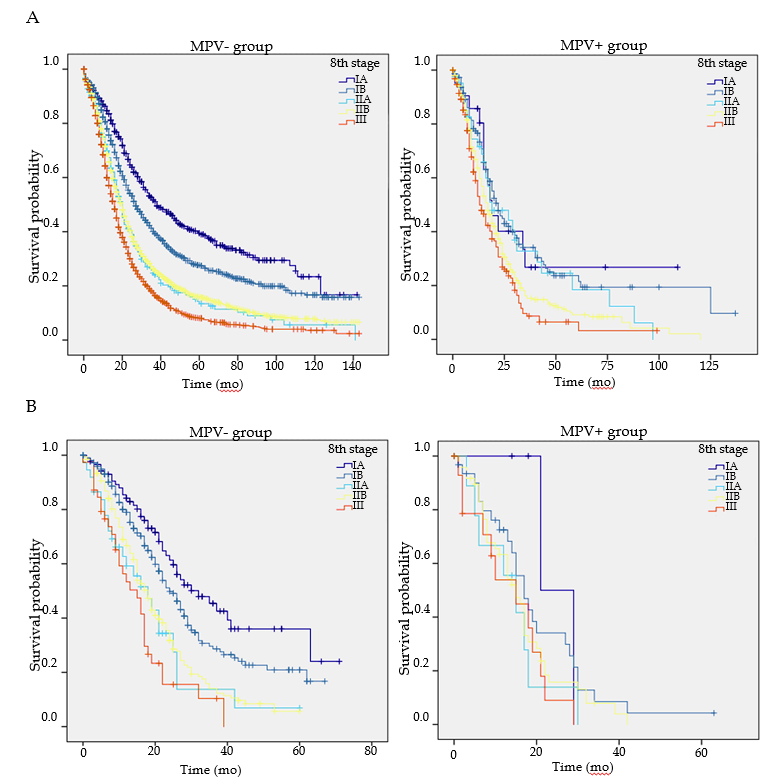 A
MPV- group
8th stage
IA
IB
IIA
IIB
III
1.0
0.8
0.6
0.4
0.2
0.0
Survival probability
0 20 40 60 80 100 120 140
Time (mo)
MPV+ group
8th stage
IA
IB
IIA
IIB
III
1.0
0.8
0.6
0.4
0.2
0.0
Survival probability
0 25 50 75 100 125
Time (mo)
B
MPV- group
8th stage
IA
IB
IIA
IIB
III
1.0
0.8
0.6
0.4
0.2
0.0
Survival probability
0 20 40 60 80
Time (mo)
MPV+ group
8th stage
IA
IB
IIA
IIB
III
1.0
0.8
0.6
0.4
0.2
0.0
Survival probability
0 20 40 60
Time (mo)